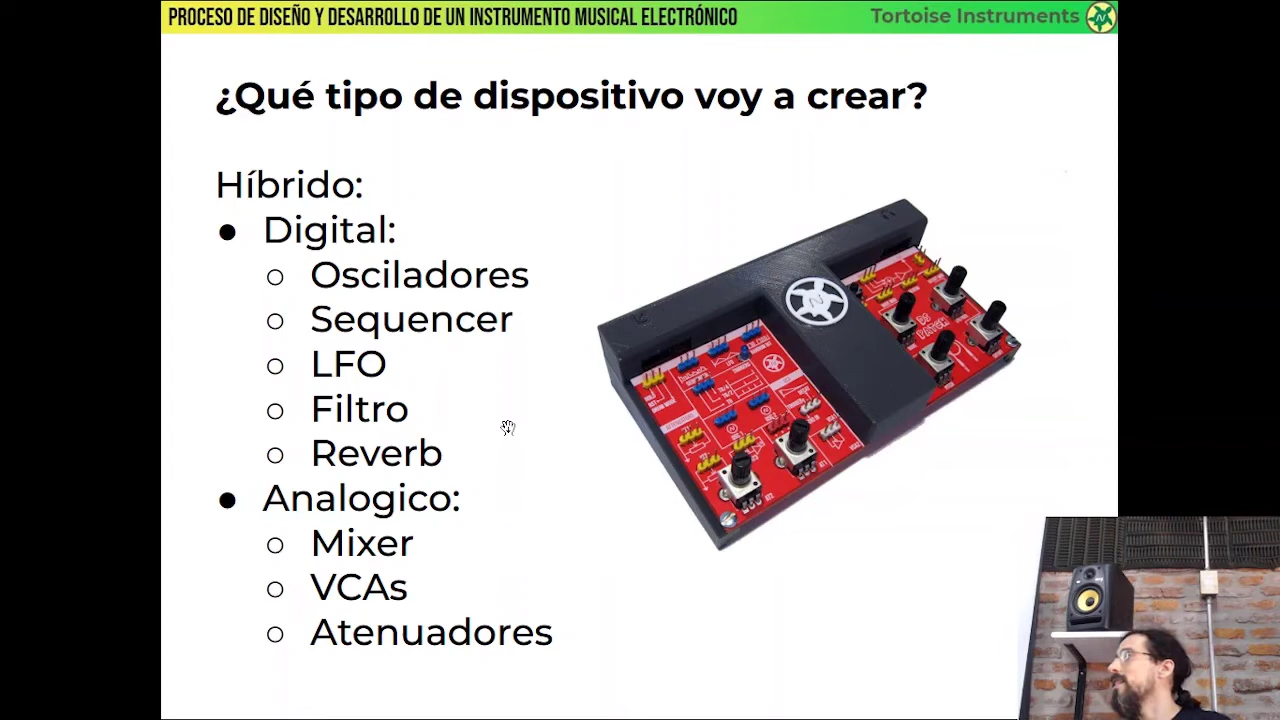 PROCESO DE DISEÑO Y DESARROLLO DE UN INSTRUMENTO MUSICAL ELECTRÓNICO
Tortoise Instruments
¿Qué tipo de dispositivo voy a crear?
Híbrido:
● Digital:
○ Osciladores
○ Sequencer
○ LFO
○ Filtro
○ Reverb
● Analogico:
○ Mixer
○ VCAs
○ Atenuadores